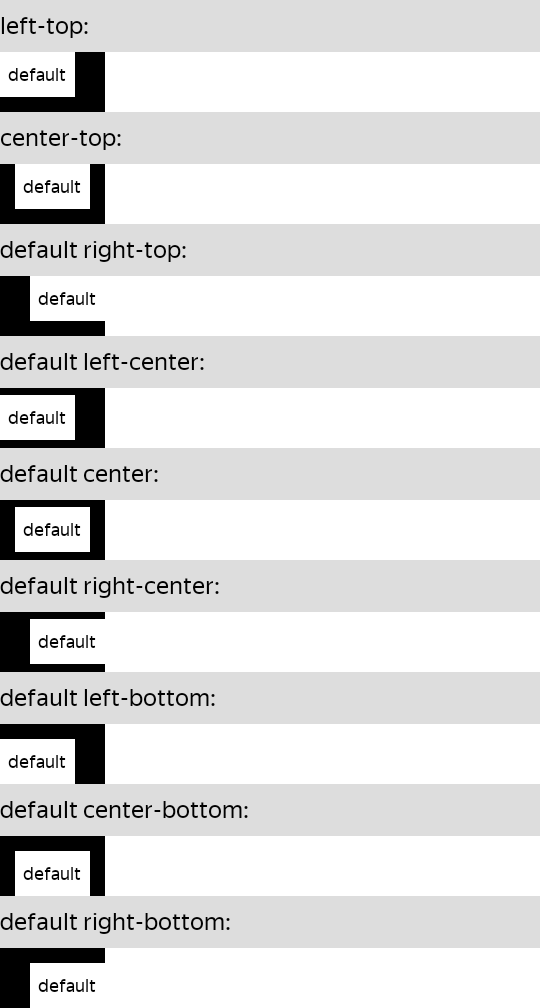 left-top:
default
center-top:
default
default right-top:
default
default left-center:
default
default center:
default
default right-center:
default
default left-bottom:
default
default center-bottom:
default
default right-bottom:
default